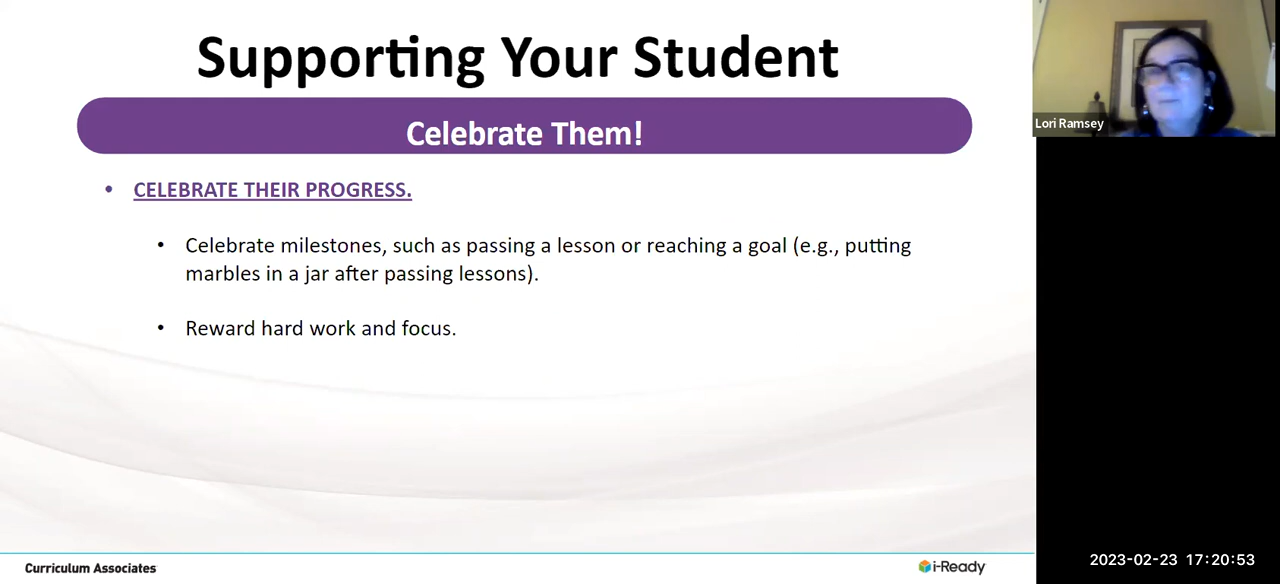 Supporting Your Student
Celebrate Them!
• CELEBRATE THEIR PROGRESS.
• Celebrate milestones, such as passing a lesson or reaching a goal (e.g., putting
marbles in a jar after passing lessons).
• Reward hard work and focus.
Curriculum Associates
i-Ready
Lori Ramsey
2023-02-23 17:20:53